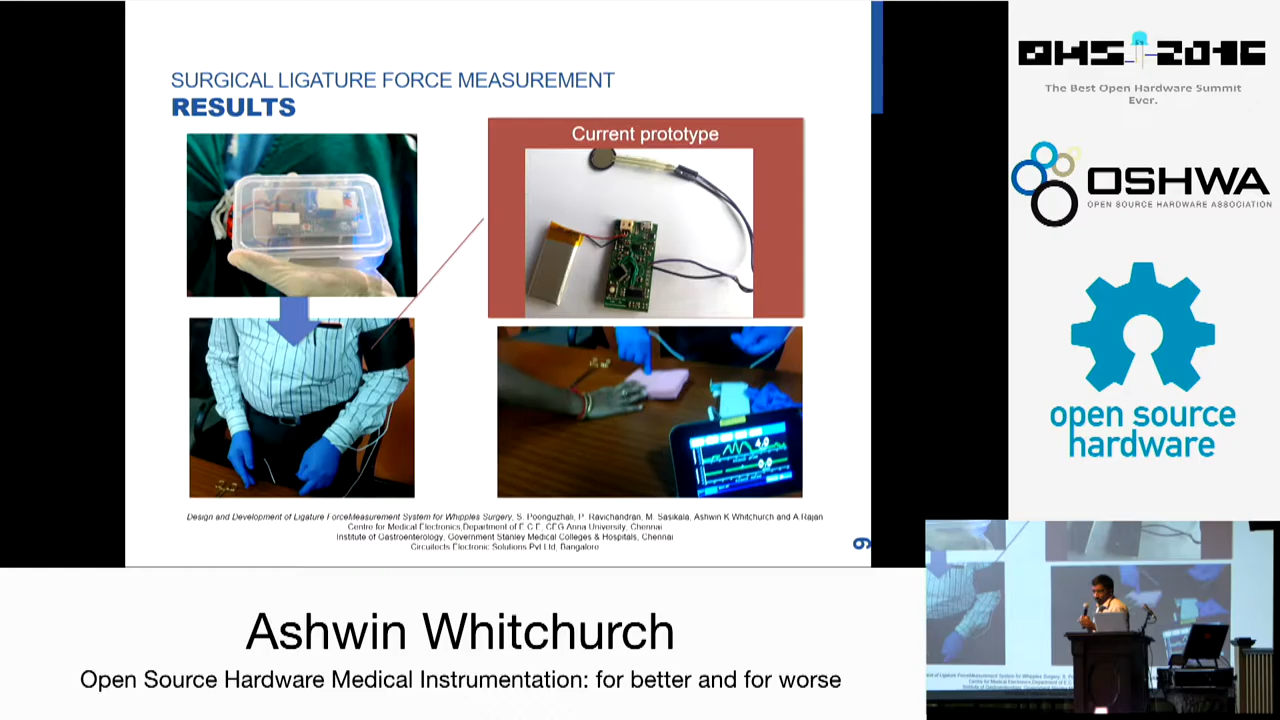 SURGICAL LIGATURE FORCE MEASUREMENT
RESULTS
Current prototype
Design and Development of Ligature ForceMeasurement System for Whipples Surgery, S. Poonguzhali, P. Ravichandran, M. Sasikala, Ashwin K Whitchurch and A Rajan
Centre for Medical Electronics,Department of E.C.E, CEG Anna University, Chennai
Institute of Gastroenterology, Government Stanley Medical Colleges & Hospitals, Chennai
Circuitects Electronic Solutions Pvt Ltd, Bangalore
9
OHS 2016
The Best Open Hardware Summit
Ever.
OSHWA
OPEN SOURCE HARDWARE ASSOCIATION
open source
hardware
Ashwin Whitchurch
Open Source Hardware Medical Instrumentation: for better and for worse